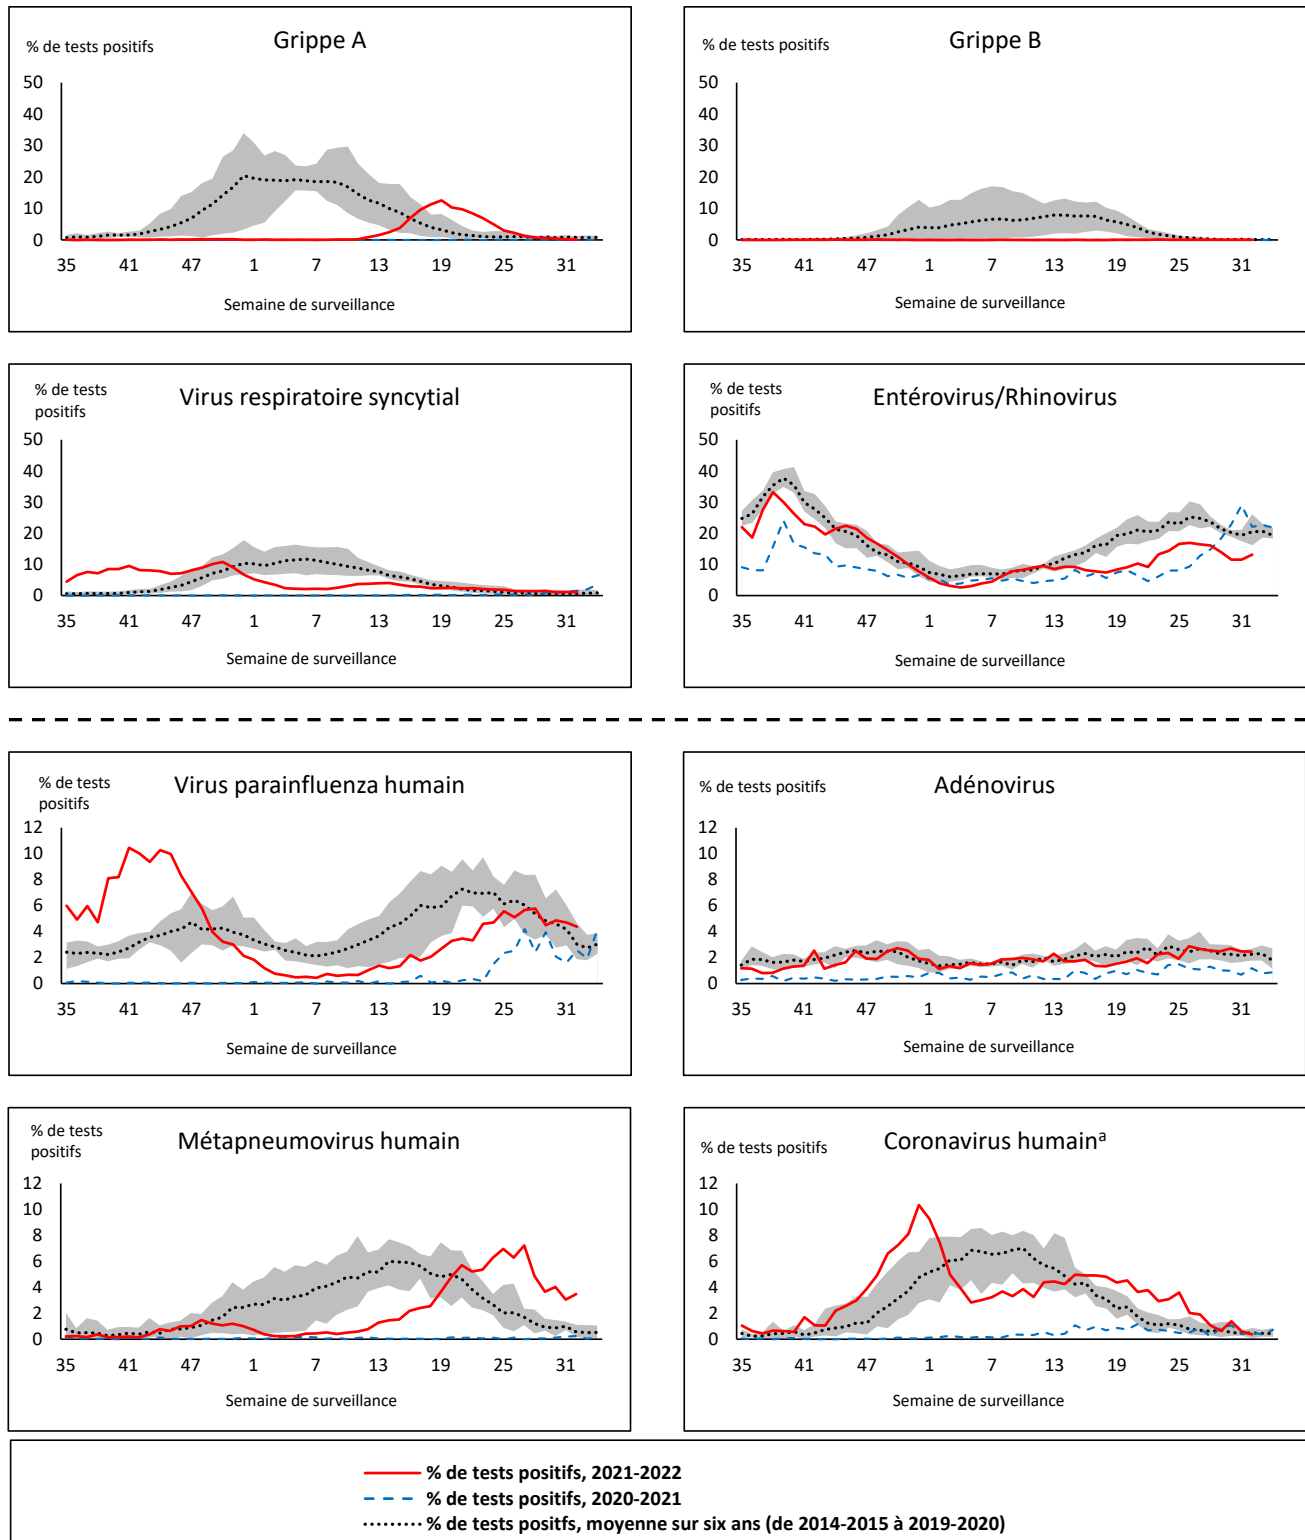 Grippe A
% de tests positifs
50
40
30
20
10
0
35 41 47 1 7 13 19 25 31
Semaine de surveillance
Grippe B
% de tests positifs
50
40
30
20
10
0
35 41 47 1 7 13 19 25 31
Semaine de surveillance
Virus respiratoire syncytial
% de tests
positifs
50
40
30
20
10
0
35 41 47 1 7 13 19 25 31
Semaine de surveillance
Entérovirus/Rhinovirus
% de tests
positifs
50
40
30
20
10
0
35 41 47 1 7 13 19 25 31
Semaine de surveillance
Virus parainfluenza humain
% de tests
positifs
12
10
8
6
4
2
0
35 41 47 1 7 13 19 25 31
Semaine de surveillance
Adénovirus
% de tests positifs
12
10
8
6
4
2
0
35 41 47 1 7 13 19 25 31
Semaine de surveillance
Métapneumovirus humain
% de tests
positifs
12
10
8
6
4
2
0
35 41 47 1 7 13 19 25 31
Semaine de surveillance
Coronavirus humainᵃ
% de tests positifs
12
10
8
6
4
2
0
35 41 47 1 7 13 19 25 31
Semaine de surveillance
% de tests positifs, 2021-2022
% de tests positifs, 2020-2021
% de tests positfs, moyenne sur six ans (de 2014-2015 à 2019-2020)